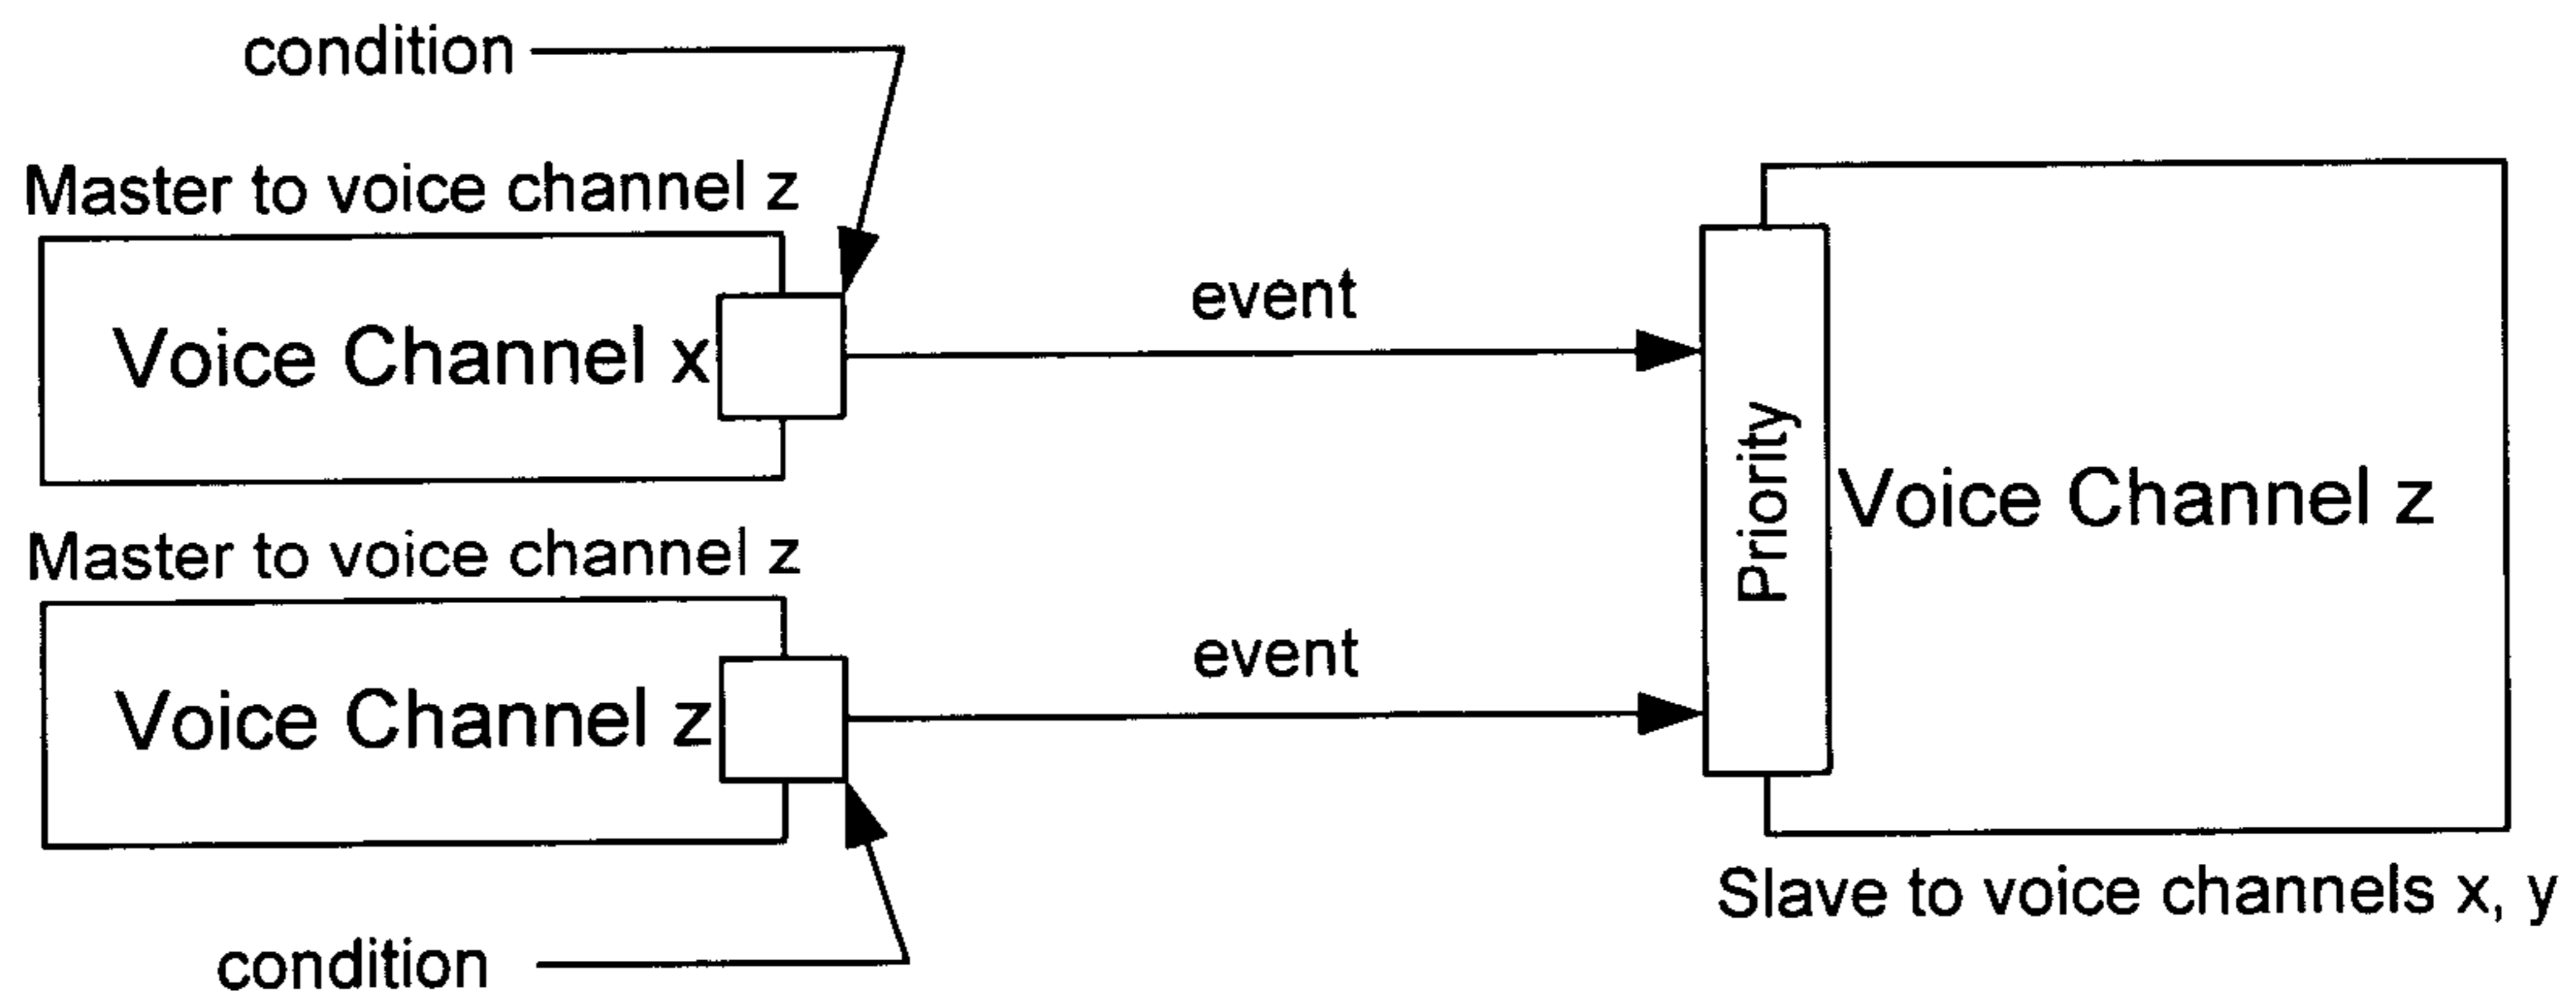 condition
Master to voice channel z
Voice Channel x
event
Priority
Voice Channel z
Master to voice channel z
Voice Channel z
event
Slave to voice channels x, y
condition